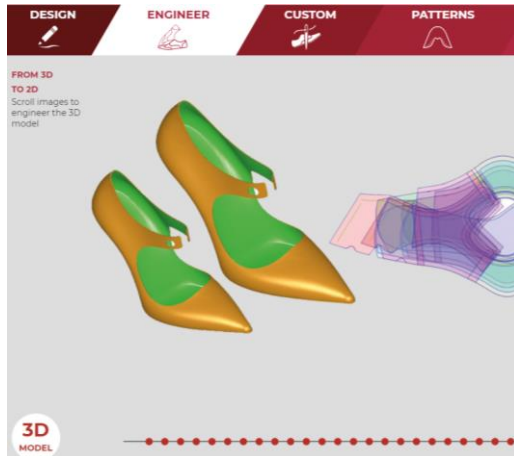 DESIGN
ENGINEER
CUSTOM
PATTERNS
FROM 3D
TO 2D
Scroll images to
engineer the 3D
model
3D
MODEL